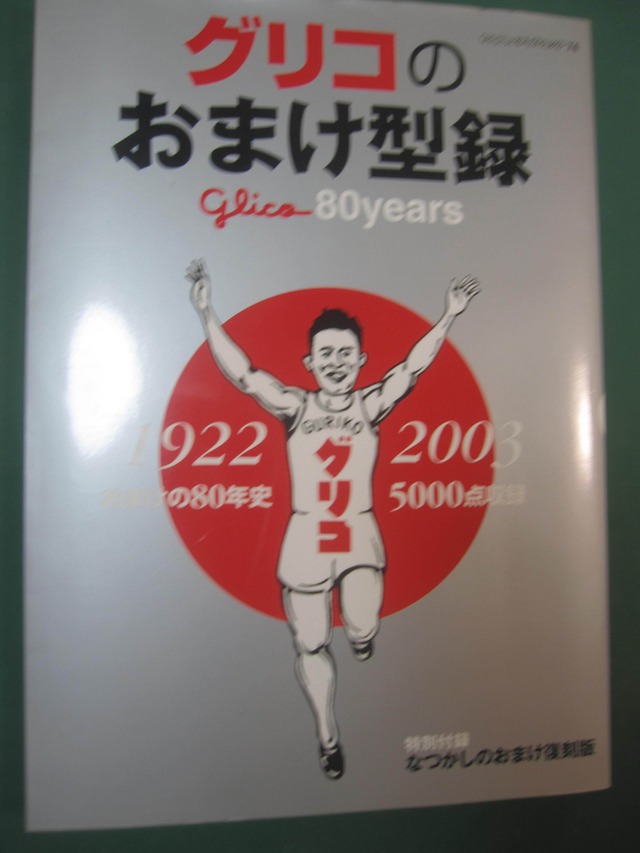 グリコの
おまけ型録
Glico 80years
GURIKO
グリコ
1922
2003
の80年史
5000点収録
特別付録
なつかしのおまけ復刻版